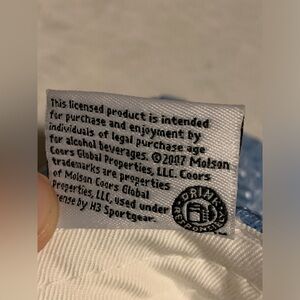 This licensed product is intended
for purchase and enjoyment by
individuals of legal purchase age
for alcohol beverages. ©2007 Molson
Coors Global Properties, LLC. Coors
trademarks are properties
of Molson Coors Global
Properties, LLC, used under
license by H3 Sportgear.
DRINK
RESPONSIBLY